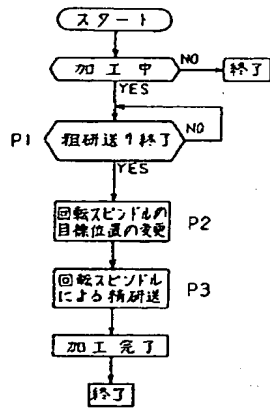 スタート
加工中
NO
終了
YES
P1
粗研送り終了
NO
YES
回転スピンドルの
目標位置の変更
P2
回転スピンドル
による精研送
P3
加工完了
終了